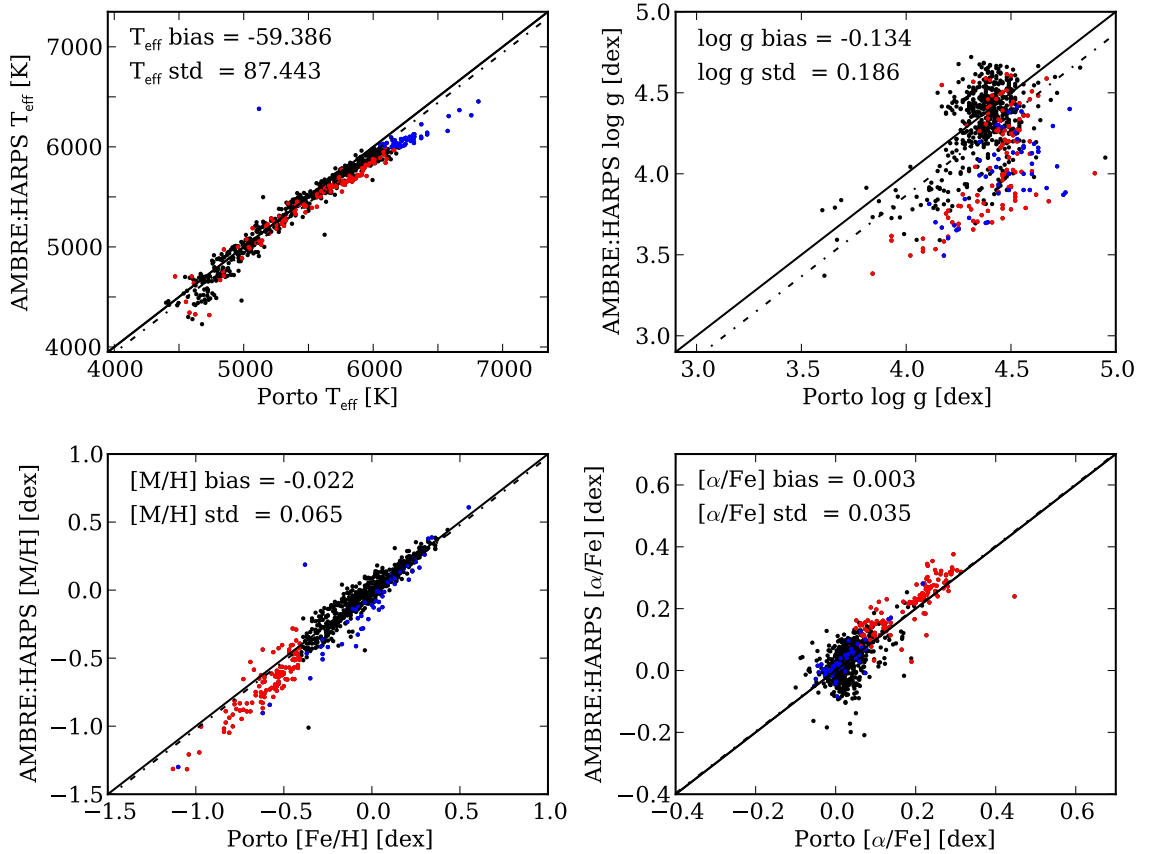 T_eff bias = -59.386
T_eff std = 87.443
7000
6000
5000
4000
4000 5000 6000 7000
AMBRE:HARPS T_eff [K]
Porto T_eff [K]
log g bias = -0.134
log g std = 0.186
5.0
4.5
4.0
3.5
3.0
3.0 3.5 4.0 4.5 5.0
AMBRE:HARPS log g [dex]
Porto log g [dex]
[M/H] bias = -0.022
[M/H] std = 0.065
1.0
0.5
0.0
−0.5
−1.0
−1.5
−1.5 −1.0 −0.5 0.0 0.5 1.0
AMBRE:HARPS [M/H] [dex]
Porto [Fe/H] [dex]
[α/Fe] bias = 0.003
[α/Fe] std = 0.035
0.6
0.4
0.2
0.0
−0.2
−0.4
−0.4 −0.2 0.0 0.2 0.4 0.6
AMBRE:HARPS [α/Fe] [dex]
Porto [α/Fe] [dex]